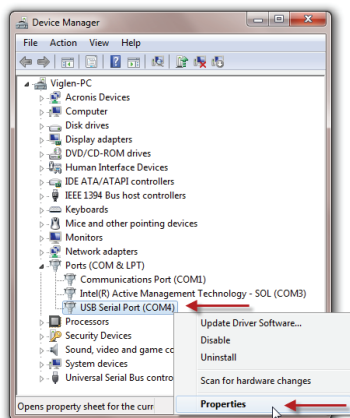 Device Manager
File Action View Help
Viglen-PC
Acronis Devices
Computer
Disk drives
Display adapters
DVD/CD-ROM drives
Human Interface Devices
IDE ATA/ATAPI controllers
IEEE 1394 Bus host controllers
Keyboards
Mice and other pointing devices
Monitors
Network adapters
Ports (COM & LPT)
Communications Port (COM1)
Intel(R) Active Management Technology - SOL (COM3)
USB Serial Port (COM4)
Processors
Security Devices
Sound, video and game co
System devices
Universal Serial Bus contro
Update Driver Software...
Disable
Uninstall
Scan for hardware changes
Properties
Opens property sheet for the curr